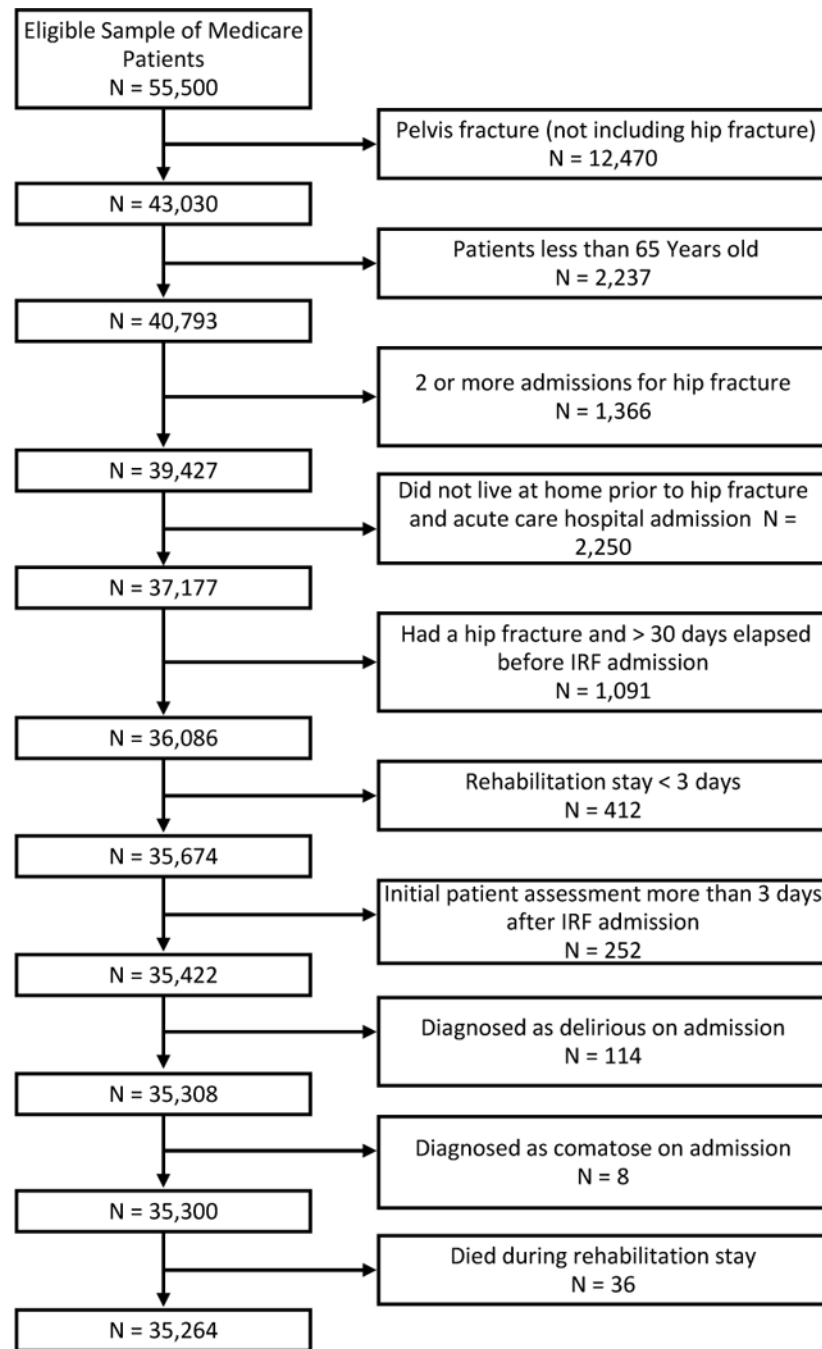 Eligible Sample of Medicare
Patients
N = 55,500
Pelvis fracture (not including hip fracture)
N = 12,470
N = 43,030
Patients less than 65 Years old
N = 2,237
N = 40,793
2 or more admissions for hip fracture
N = 1,366
N = 39,427
Did not live at home prior to hip fracture
and acute care hospital admission N =
2,250
N = 37,177
Had a hip fracture and > 30 days elapsed
before IRF admission
N = 1,091
N = 36,086
Rehabilitation stay < 3 days
N = 412
N = 35,674
Initial patient assessment more than 3 days
after IRF admission
N = 252
N = 35,422
Diagnosed as delirious on admission
N = 114
N = 35,308
Diagnosed as comatose on admission
N = 8
N = 35,300
Died during rehabilitation stay
N = 36
N = 35,264